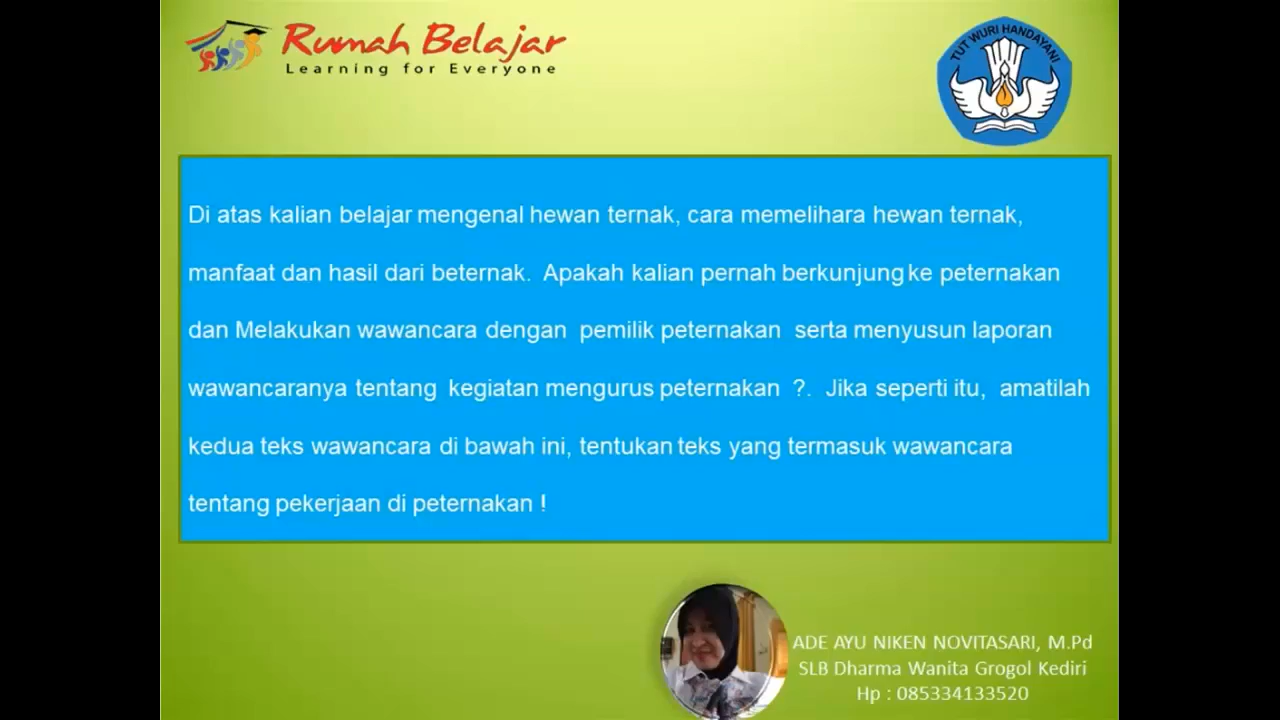 Rumah Belajar
Learning for Everyone
TUT WURI HANDAYANI
Di atas kalian belajar mengenal hewan ternak, cara memelihara hewan ternak,
manfaat dan hasil dari beternak. Apakah kalian pernah berkunjung ke peternakan
dan Melakukan wawancara dengan pemilik peternakan serta menyusun laporan
wawancaranya tentang kegiatan mengurus peternakan ?. Jika seperti itu, amatilah
kedua teks wawancara di bawah ini, tentukan teks yang termasuk wawancara
tentang pekerjaan di peternakan !
ADE AYU NIKEN NOVITASARI, M.Pd
SLB Dharma Wanita Grogol Kediri
Hp : 085334133520